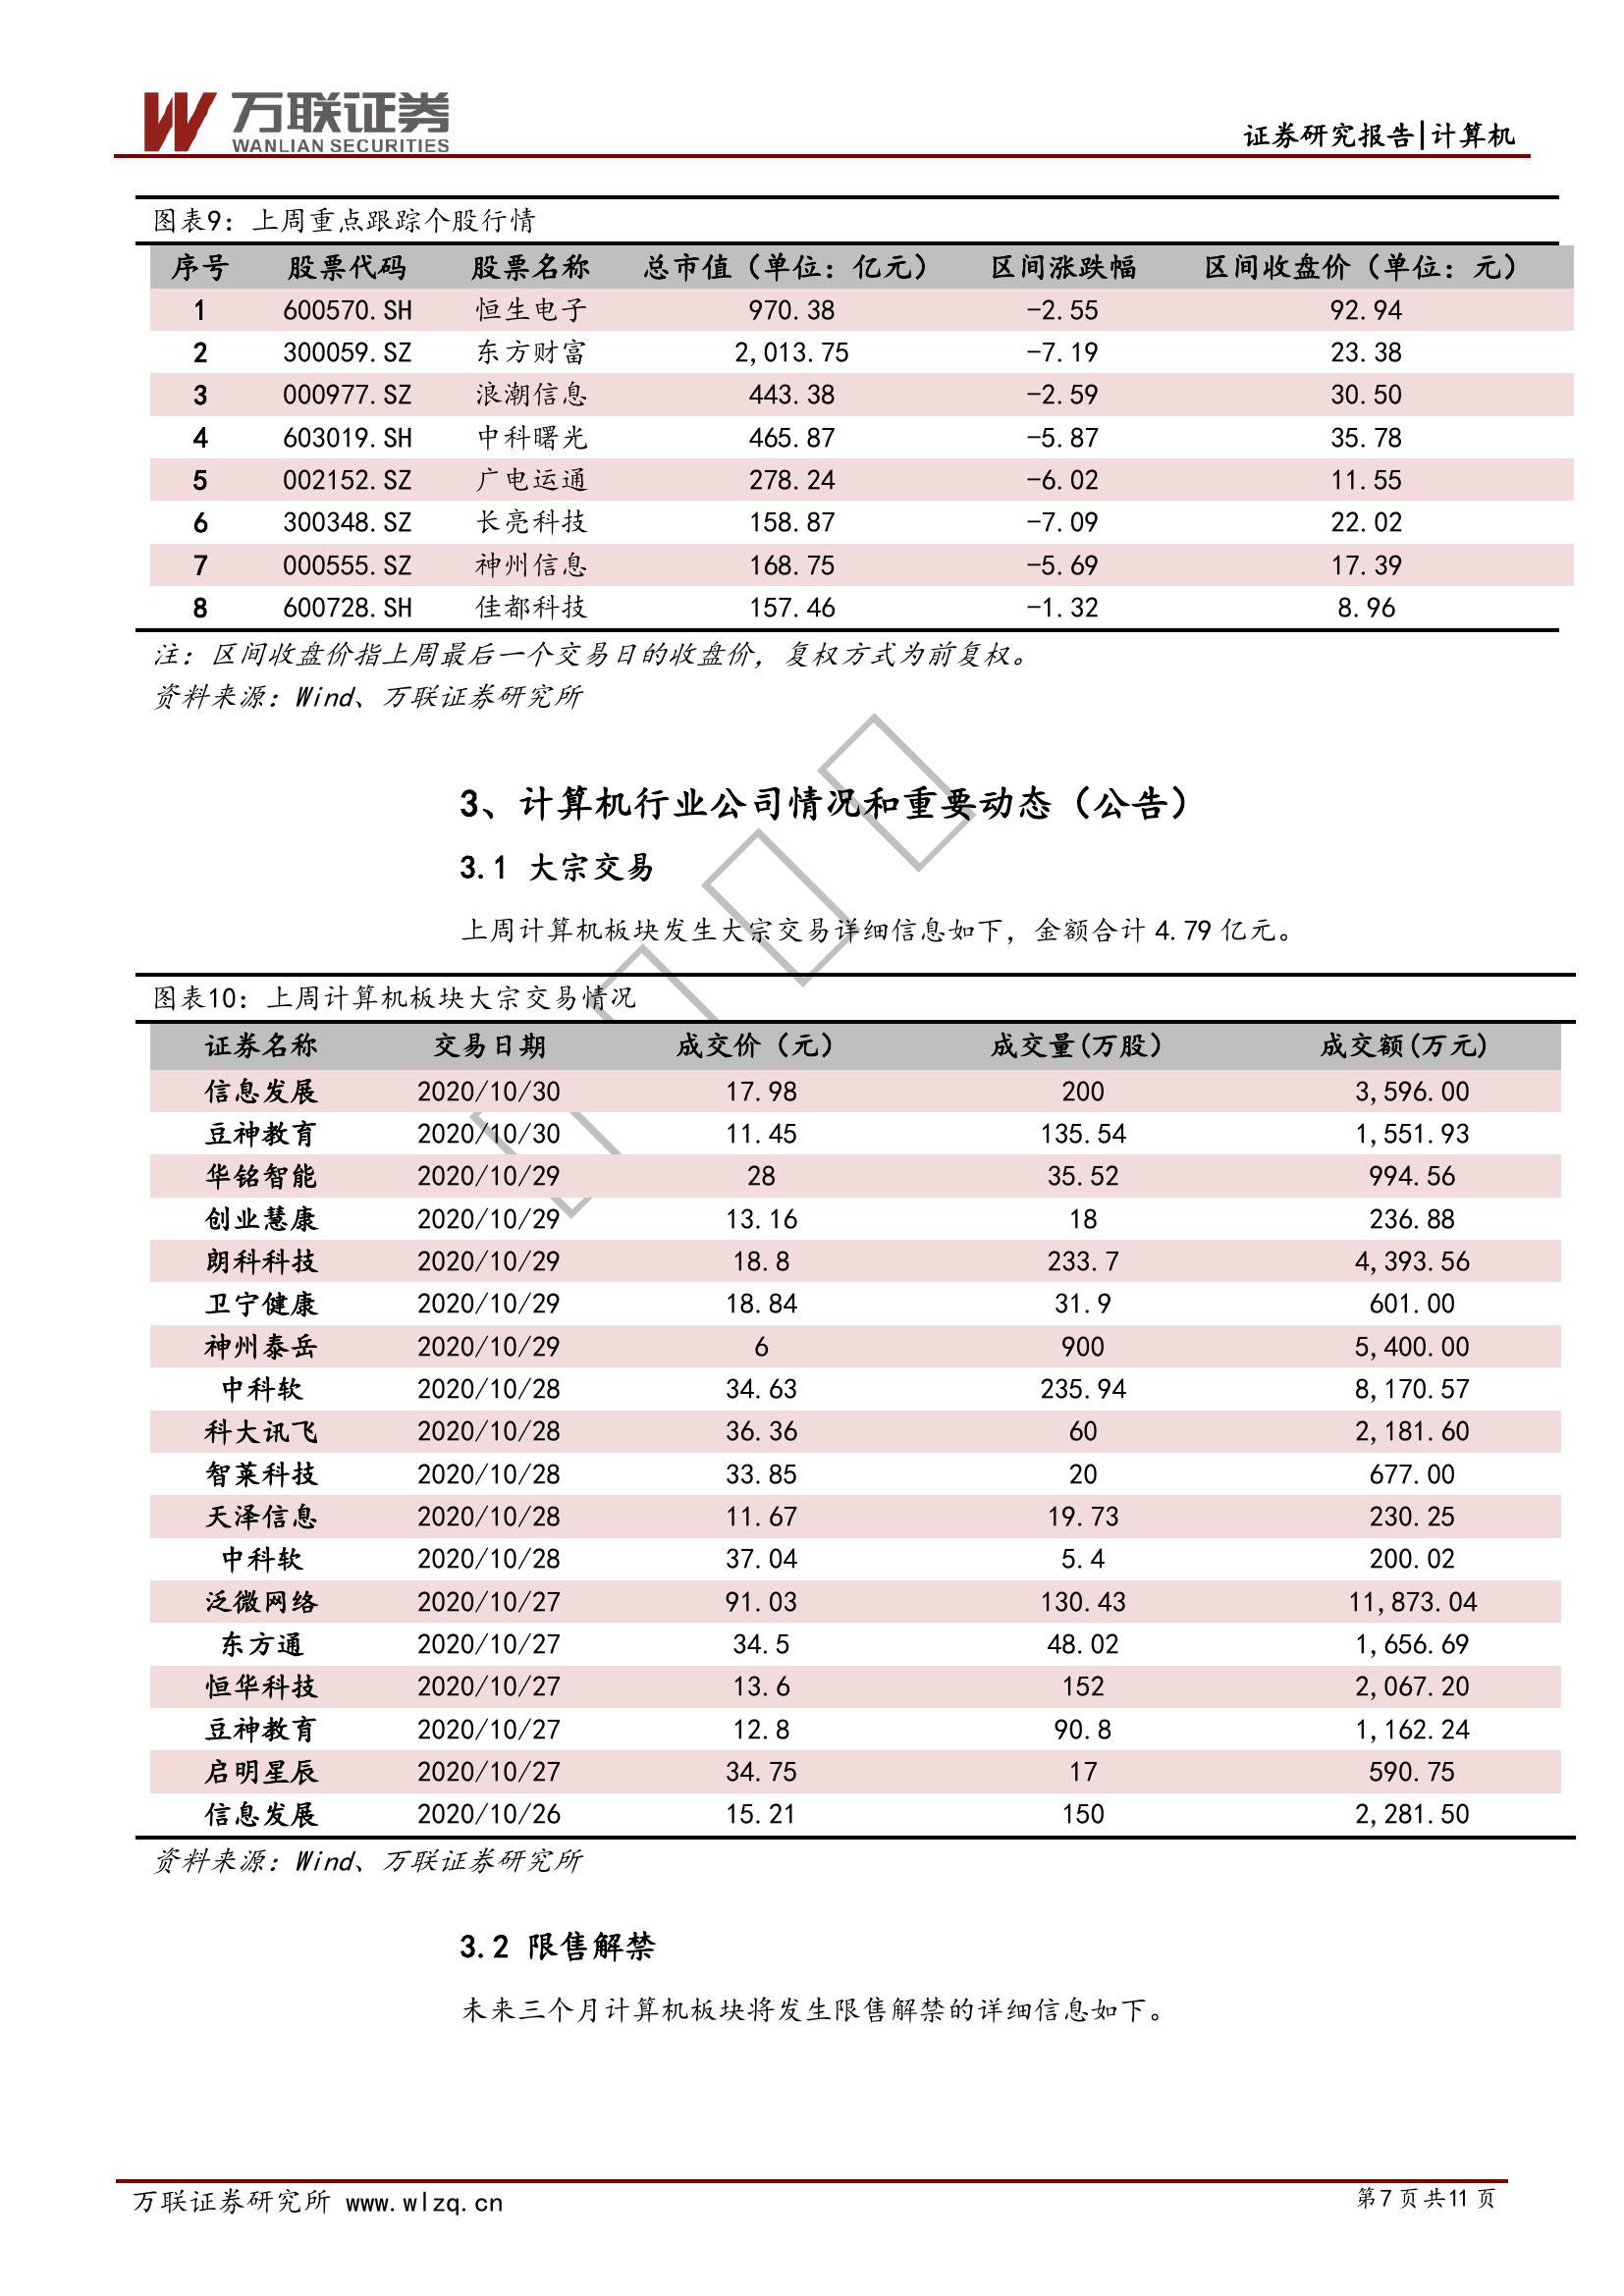 万联证券
WANLIAN SECURITIES
证券研究报告|计算机
图表9：上周重点跟踪个股行情
序号 股票代码 股票名称 总市值（单位：亿元） 区间涨跌幅 区间收盘价（单位：元）
1 600570.SH 恒生电子 970.38 -2.55 92.94
2 300059.SZ 东方财富 2,013.75 -7.19 23.38
3 000977.SZ 浪潮信息 443.38 -2.59 30.50
4 603019.SH 中科曙光 465.87 -5.87 35.78
5 002152.SZ 广电运通 278.24 -6.02 11.55
6 300348.SZ 长亮科技 158.87 -7.09 22.02
7 000555.SZ 神州信息 168.75 -5.69 17.39
8 600728.SH 佳都科技 157.46 -1.32 8.96
注：区间收盘价指上周最后一个交易日的收盘价，复权方式为前复权。
资料来源：Wind、万联证券研究所
3、计算机行业公司情况和重要动态（公告）
3.1 大宗交易
上周计算机板块发生大宗交易详细信息如下，金额合计 4.79 亿元。
图表10：上周计算机板块大宗交易情况
证券名称 交易日期 成交价（元） 成交量(万股） 成交额(万元)
信息发展 2020/10/30 17.98 200 3,596.00
豆神教育 2020/10/30 11.45 135.54 1,551.93
华铭智能 2020/10/29 28 35.52 994.56
创业慧康 2020/10/29 13.16 18 236.88
朗科科技 2020/10/29 18.8 233.7 4,393.56
卫宁健康 2020/10/29 18.84 31.9 601.00
神州泰岳 2020/10/29 6 900 5,400.00
中科软 2020/10/28 34.63 235.94 8,170.57
科大讯飞 2020/10/28 36.36 60 2,181.60
智莱科技 2020/10/28 33.85 20 677.00
天泽信息 2020/10/28 11.67 19.73 230.25
中科软 2020/10/28 37.04 5.4 200.02
泛微网络 2020/10/27 91.03 130.43 11,873.04
东方通 2020/10/27 34.5 48.02 1,656.69
恒华科技 2020/10/27 13.6 152 2,067.20
豆神教育 2020/10/27 12.8 90.8 1,162.24
启明星辰 2020/10/27 34.75 17 590.75
信息发展 2020/10/26 15.21 150 2,281.50
资料来源：Wind、万联证券研究所
3.2 限售解禁
未来三个月计算机板块将发生限售解禁的详细信息如下。
万联证券研究所 www.wlzq.cn
第 7 页 共 11 页